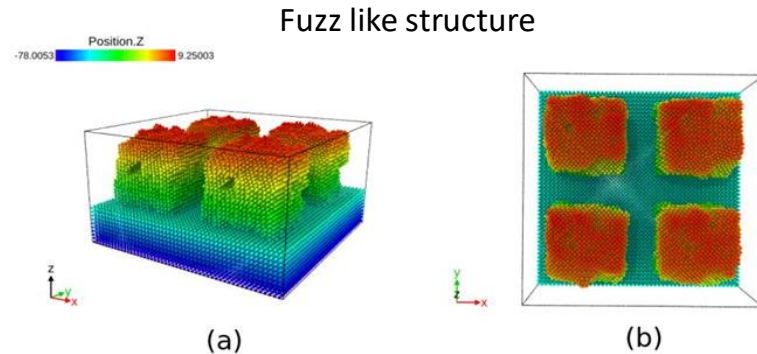 Fuzz like structure
Position.Z
-78.0053 9.25003
z
y
x
y
z
x
(a)
(b)